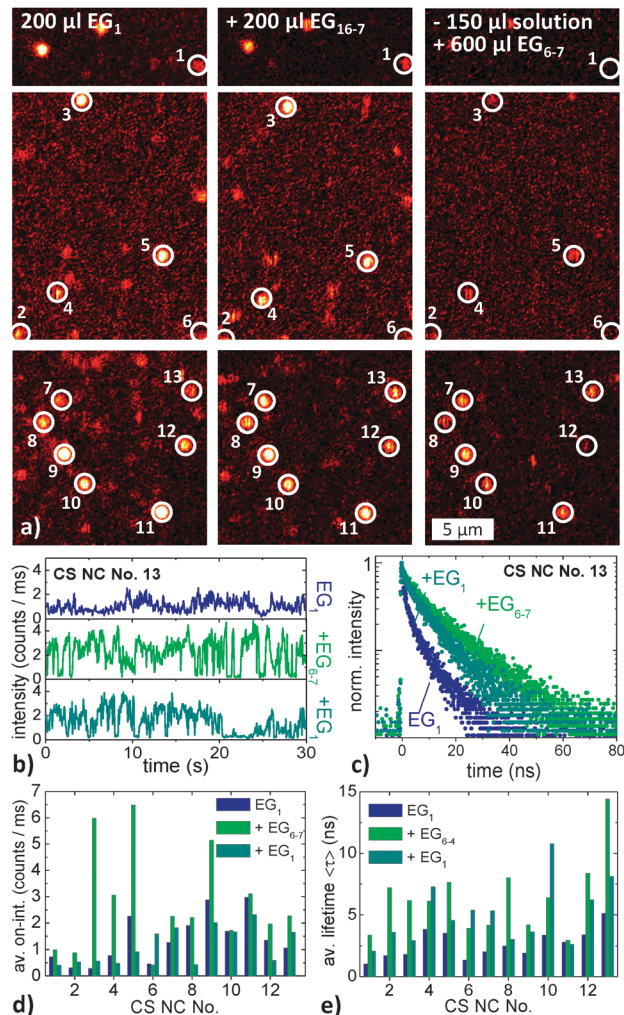 200 µl EG1
+ 200 µl EG16-7
- 150 µl solution
+ 600 µl EG6-7
1
1
1
3
3
3
5
5
5
4
4
4
2
6
2
6
2
6
7
13
7
13
7
13
8
12
8
12
8
12
9
9
9
10
10
10
11
11
11
a)
5 µm
CS NC No. 13
EG1
+EG6-7
+EG1
intensity (counts / ms)
4
2
0
4
2
0
4
2
0
0 10 20 30
time (s)
b)
CS NC No. 13
+EG1
+EG6-7
EG1
norm. intensity
1
0 20 40 60 80
time (ns)
c)
av. on-int. (counts / ms)
7
6
5
4
3
2
1
0
EG1
+ EG6-7
+ EG1
2 4 6 8 10 12
CS NC No.
d)
av. lifetime <τ> (ns)
15
10
5
0
EG1
+ EG6-4
+ EG1
2 4 6 8 10 12
CS NC No.
e)